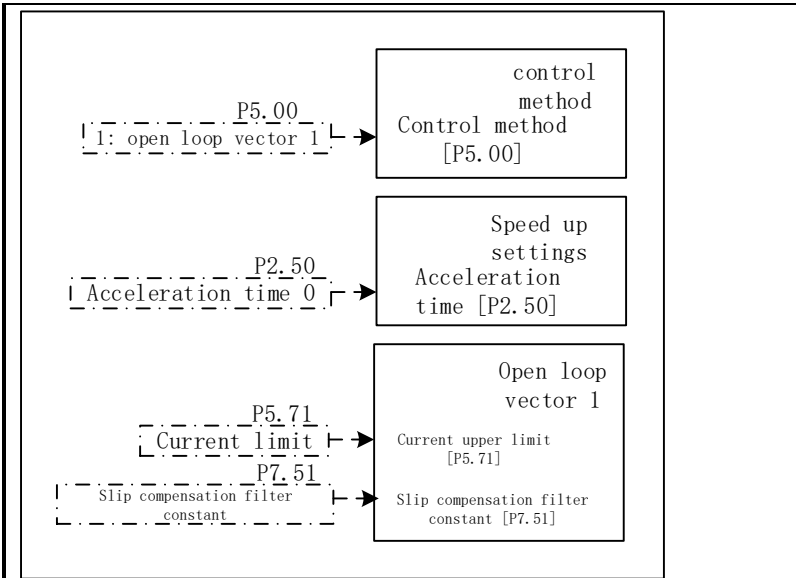 P5.00
1: open loop vector 1
control
method
Control method
[P5.00]
P2.50
Acceleration time 0
Speed up
settings
Acceleration
time [P2.50]
P5.71
Current limit
P7.51
Slip compensation filter
constant
Open loop
vector 1
Current upper limit
[P5.71]
Slip compensation filter
constant [P7.51]